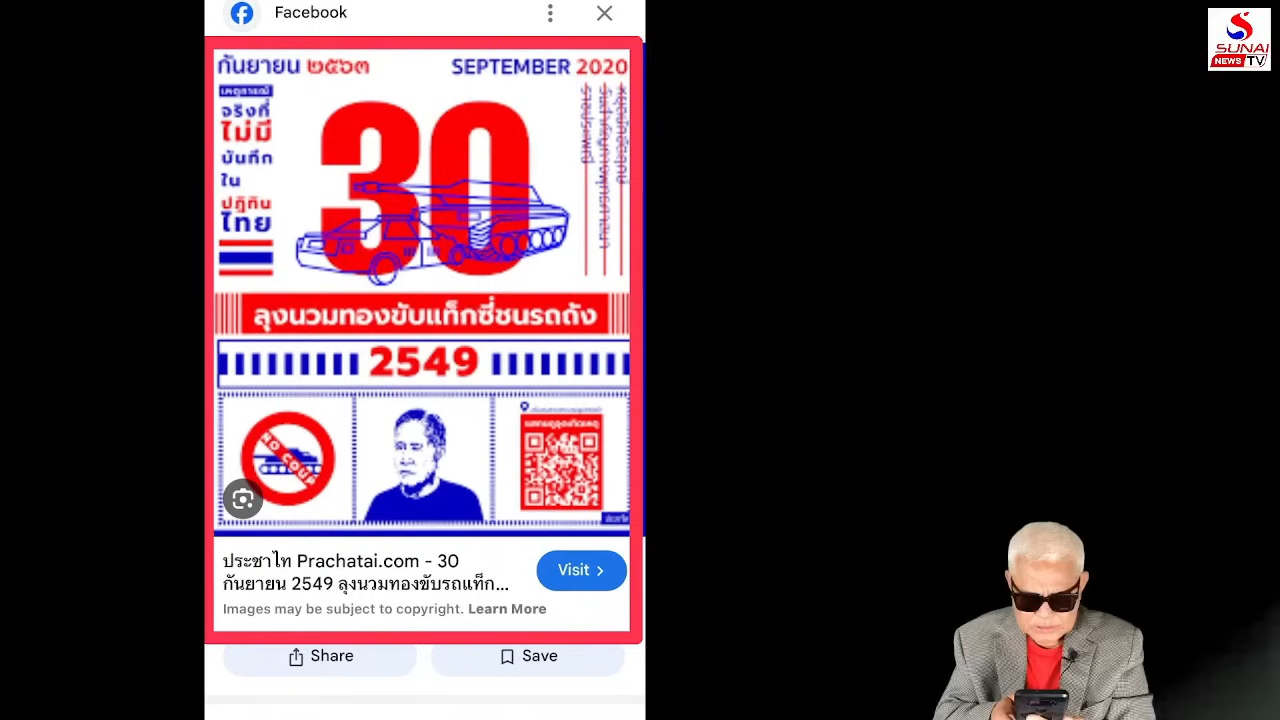 Facebook
SUNAI
NEWS TV
กันยายน ๒๕๖๓
SEPTEMBER 2020
เหตุการณ์
จริงที่
ไม่มี
บันทึก
ใน
ปฏิทิน
ไทย
30
ลุงนวมทองขับแท็กซี่ชนรถถัง
2549
NO COUP
ประชาไท Prachatai.com - 30
กันยายน 2549 ลุงนวมทองขับรถแท็ก...
Visit
Images may be subject to copyright. Learn More
Share
Save